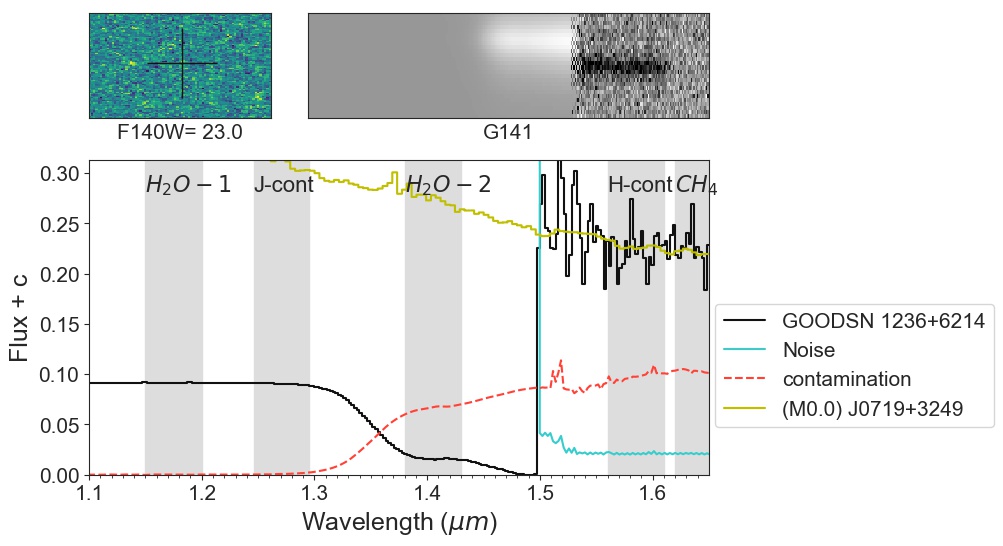 F140W= 23.0
G141
H₂O − 1
J-cont
H₂O − 2
H-cont
CH₄
0.30
0.25
0.20
0.15
0.10
0.05
0.00
Flux + c
1.1
1.2
1.3
1.4
1.5
1.6
Wavelength (μm)
GOODSN 1236+6214
Noise
contamination
(M0.0) J0719+3249